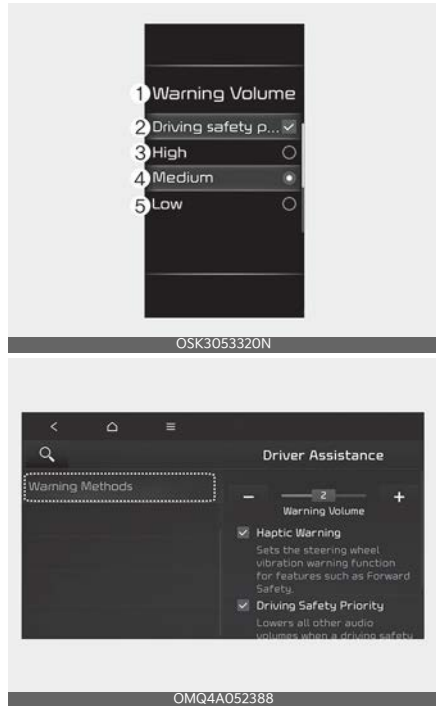 1 Warning Volume
2 Driving safety p...
3 High
4 Medium
5 Low
OSK3053320N
Driver Assistance
Warning Methods
2
Warning Volume
Haptic Warning
Sets the steering wheel
vibration warning function
for features such as Forward
Safety.
Driving Safety Priority
Lowers all other audio
volumes when a driving safety
OMQ4A052388